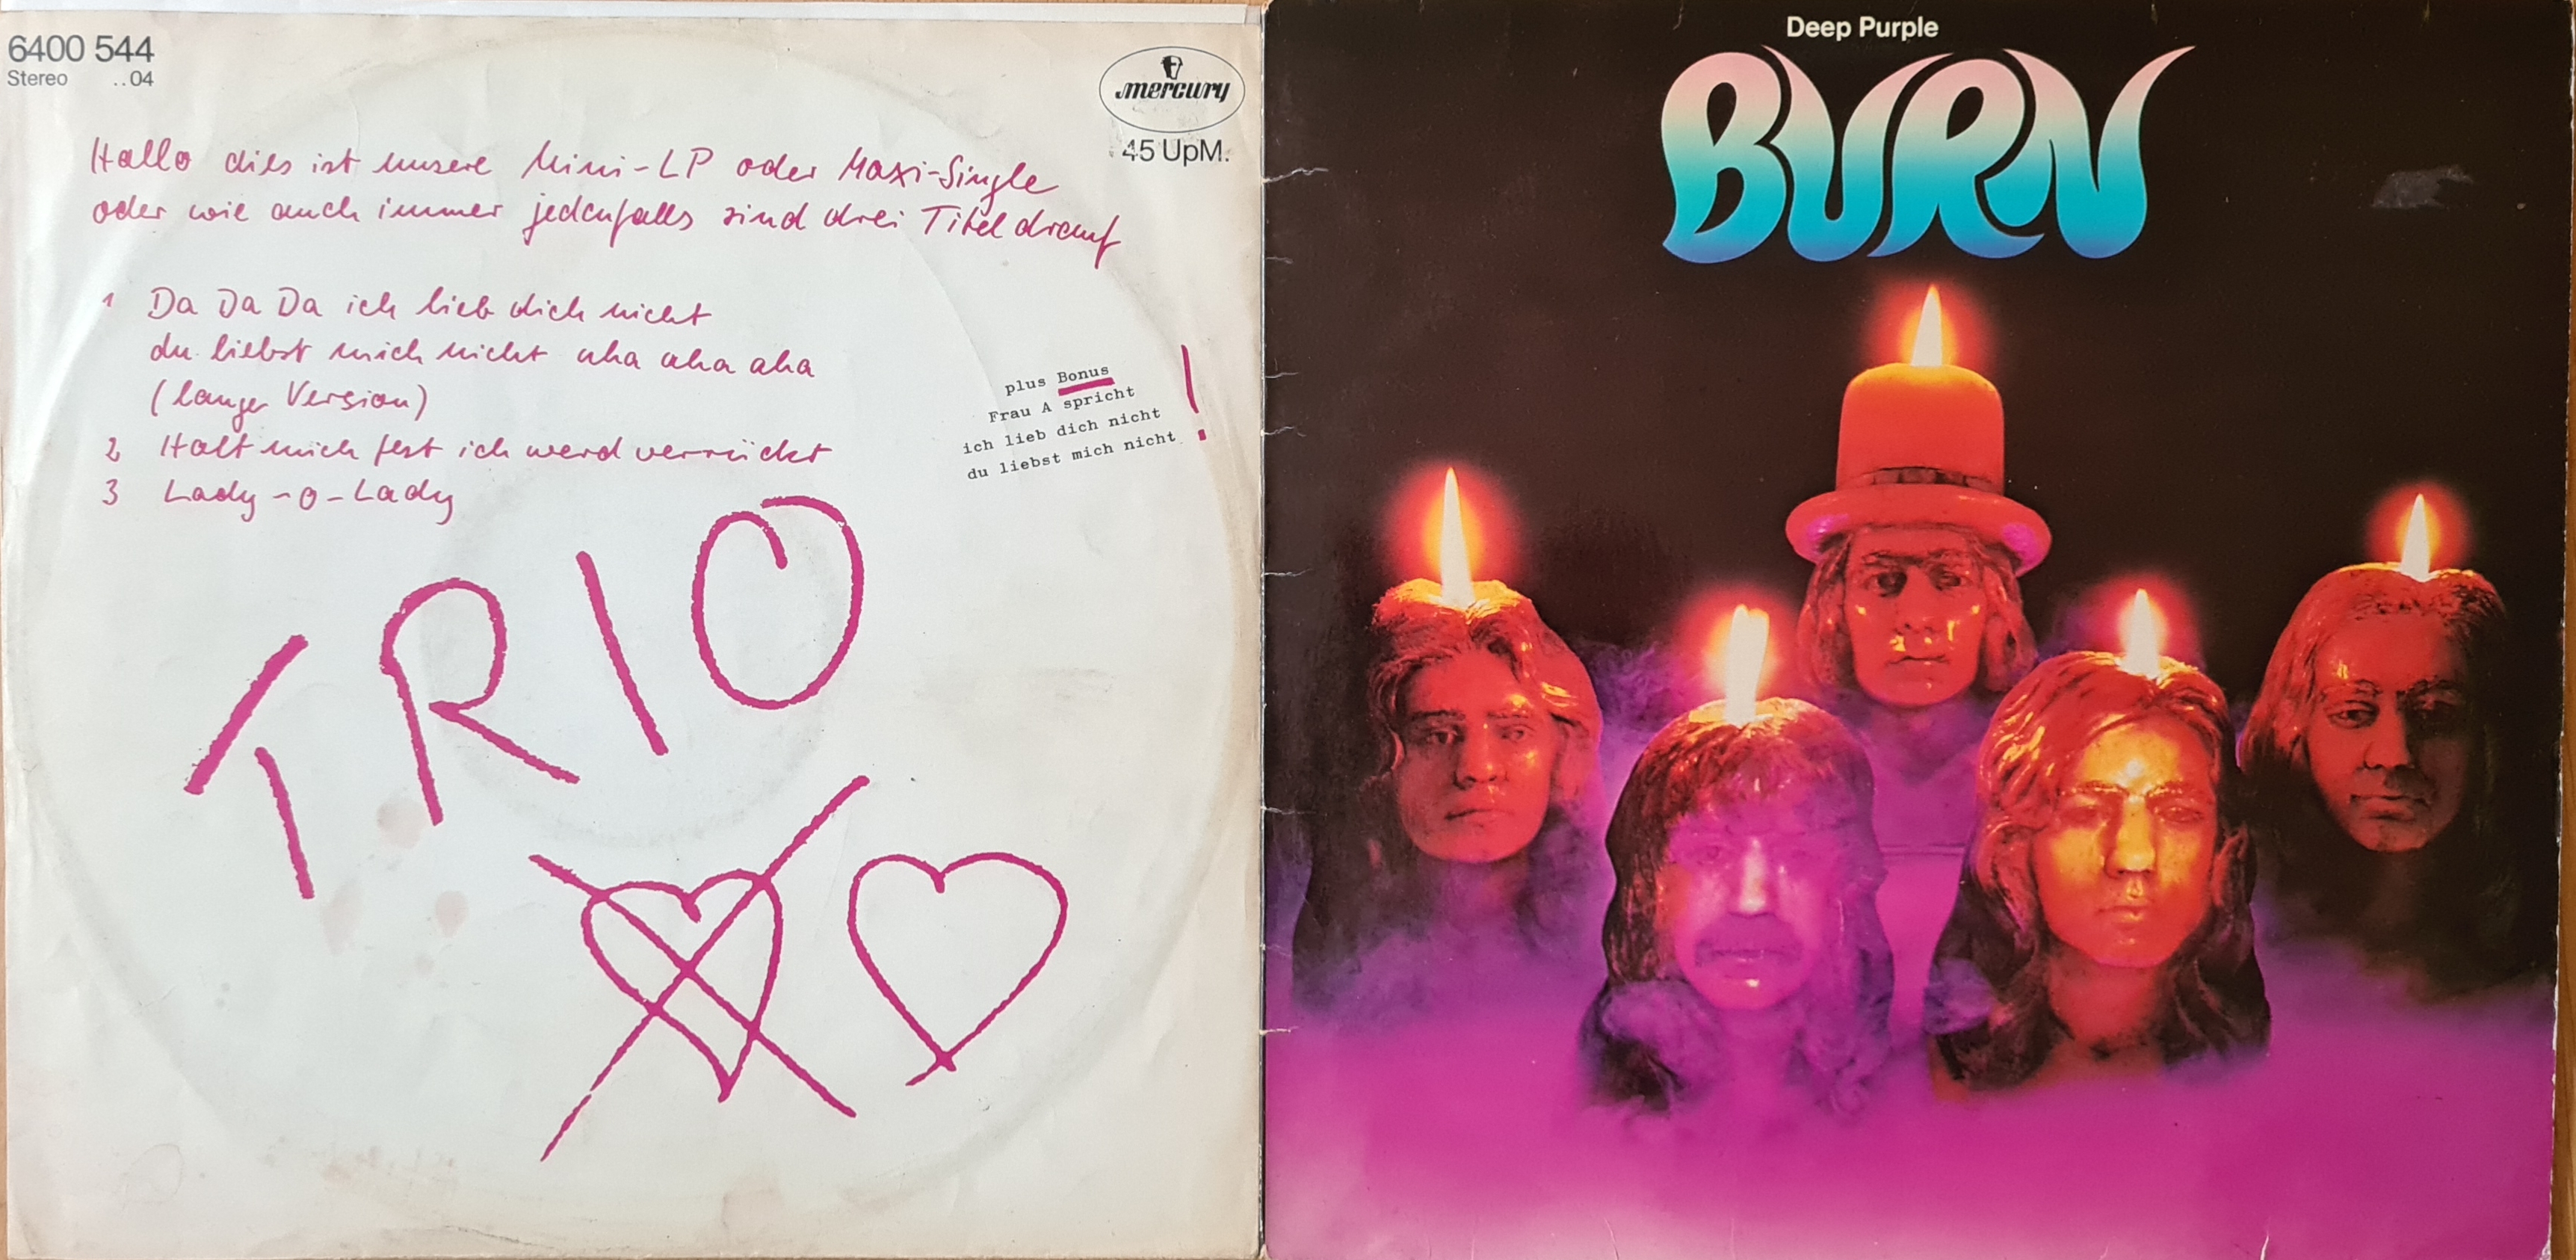 6400 544
Stereo ..04
mercury
45 UpM.
Hallo dies ist unsere Mini-LP oder Maxi-Single
oder wie auch immer jedenfalls sind drei Titel drauf
1 Da Da Da ich lieb dich nicht
du liebst mich nicht aha aha aha
(lange Version)
2 Halt mich fest ich werd verrückt
3 Lady-o-Lady
plus Bonus
Frau A spricht
ich lieb dich nicht
du liebst mich nicht !
TRIO
Deep Purple
BURN